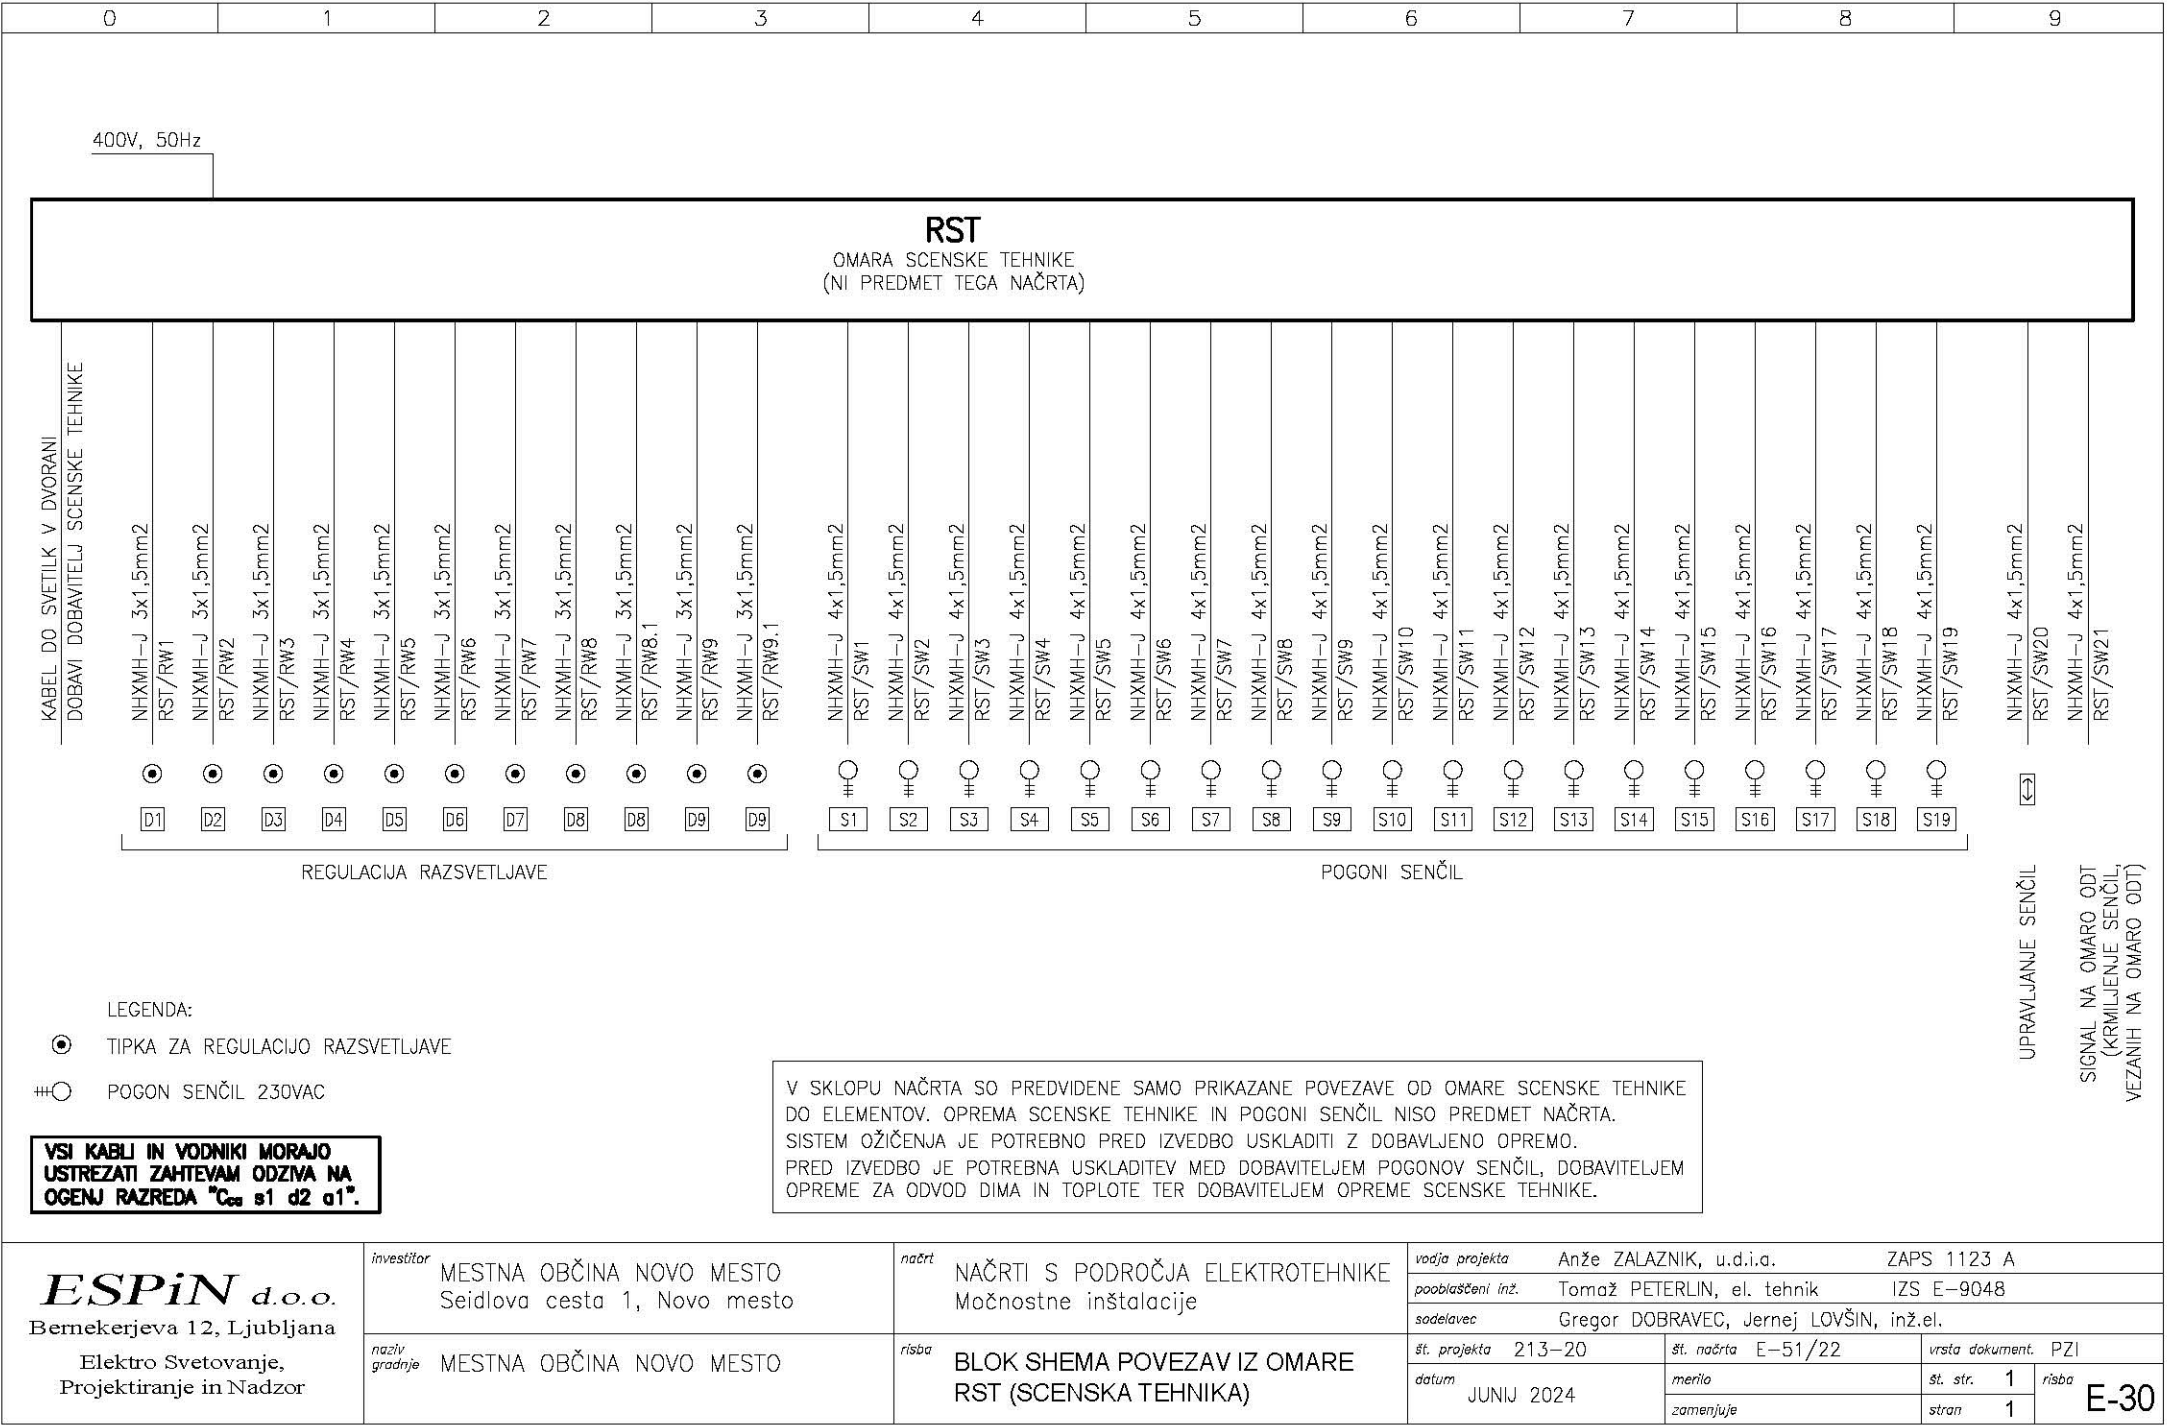 0 1 2 3 4 5 6 7 8 9
400V, 50Hz
RST
OMARA SCENSKE TEHNIKE
(NI PREDMET TEGA NAČRTA)
KABEL DO SVETILK V DVORANI
DOBAVI DOBAVITELJ SCENSKE TEHNIKE
NHXMH-J 3x1,5mm2
RST/RW1
NHXMH-J 3x1,5mm2
RST/RW2
NHXMH-J 3x1,5mm2
RST/RW3
NHXMH-J 3x1,5mm2
RST/RW4
NHXMH-J 3x1,5mm2
RST/RW5
NHXMH-J 3x1,5mm2
RST/RW6
NHXMH-J 3x1,5mm2
RST/RW7
NHXMH-J 3x1,5mm2
RST/RW8
NHXMH-J 3x1,5mm2
RST/RW8.1
NHXMH-J 3x1,5mm2
RST/RW9
NHXMH-J 3x1,5mm2
RST/RW9.1
NHXMH-J 4x1,5mm2
RST/SW1
NHXMH-J 4x1,5mm2
RST/SW2
NHXMH-J 4x1,5mm2
RST/SW3
NHXMH-J 4x1,5mm2
RST/SW4
NHXMH-J 4x1,5mm2
RST/SW5
NHXMH-J 4x1,5mm2
RST/SW6
NHXMH-J 4x1,5mm2
RST/SW7
NHXMH-J 4x1,5mm2
RST/SW8
NHXMH-J 4x1,5mm2
RST/SW9
NHXMH-J 4x1,5mm2
RST/SW10
NHXMH-J 4x1,5mm2
RST/SW11
NHXMH-J 4x1,5mm2
RST/SW12
NHXMH-J 4x1,5mm2
RST/SW13
NHXMH-J 4x1,5mm2
RST/SW14
NHXMH-J 4x1,5mm2
RST/SW15
NHXMH-J 4x1,5mm2
RST/SW16
NHXMH-J 4x1,5mm2
RST/SW17
NHXMH-J 4x1,5mm2
RST/SW18
NHXMH-J 4x1,5mm2
RST/SW19
NHXMH-J 4x1,5mm2
RST/SW20
NHXMH-J 4x1,5mm2
RST/SW21
D1 D2 D3 D4 D5 D6 D7 D8 D8 D9 D9 S1 S2 S3 S4 S5 S6 S7 S8 S9 S10 S11 S12 S13 S14 S15 S16 S17 S18 S19
REGULACIJA RAZSVETLJAVE
POGONI SENČIL
UPRAVLJANJE SENČIL
SIGNAL NA OMARO ODT
(KRMILJENJE SENČIL,
VEZANIH NA OMARO ODT)
LEGENDA:
TIPKA ZA REGULACIJO RAZSVETLJAVE
POGON SENČIL 230VAC
VSI KABLI IN VODNIKI MORAJO
USTREZATI ZAHTEVAM ODZIVA NA
OGENJ RAZREDA "Cca s1 d2 a1".
V SKLOPU NAČRTA SO PREDVIDENE SAMO PRIKAZANE POVEZAVE OD OMARE SCENSKE TEHNIKE
DO ELEMENTOV. OPREMA SCENSKE TEHNIKE IN POGONI SENČIL NISO PREDMET NAČRTA.
SISTEM OŽIČENJA JE POTREBNO PRED IZVEDBO USKLADITI Z DOBAVLJENO OPREMO.
PRED IZVEDBO JE POTREBNA USKLADITEV MED DOBAVITELJEM POGONOV SENČIL, DOBAVITELJEM
OPREME ZA ODVOD DIMA IN TOPLOTE TER DOBAVITELJEM OPREME SCENSKE TEHNIKE.
ESPiN d.o.o.
Bernekerjeva 12, Ljubljana
Elektro Svetovanje,
Projektiranje in Nadzor
investitor
MESTNA OBČINA NOVO MESTO
Seidlova cesta 1, Novo mesto
naziv
gradnje
MESTNA OBČINA NOVO MESTO
načrt
NAČRTI S PODROČJA ELEKTROTEHNIKE
Močnostne inštalacije
risba
BLOK SHEMA POVEZAV IZ OMARE
RST (SCENSKA TEHNIKA)
vodja projekta Anže ZALAZNIK, u.d.i.a. ZAPS 1123 A
pooblaščeni inž. Tomaž PETERLIN, el. tehnik IZS E-9048
sodelavec Gregor DOBRAVEC, Jernej LOVŠIN, inž.el.
št. projekta 213-20 št. načrta E-51/22 vrsta dokument. PZI
datum JUNIJ 2024
merilo
zamenjuje
št. str. 1
stran 1
risba E-30